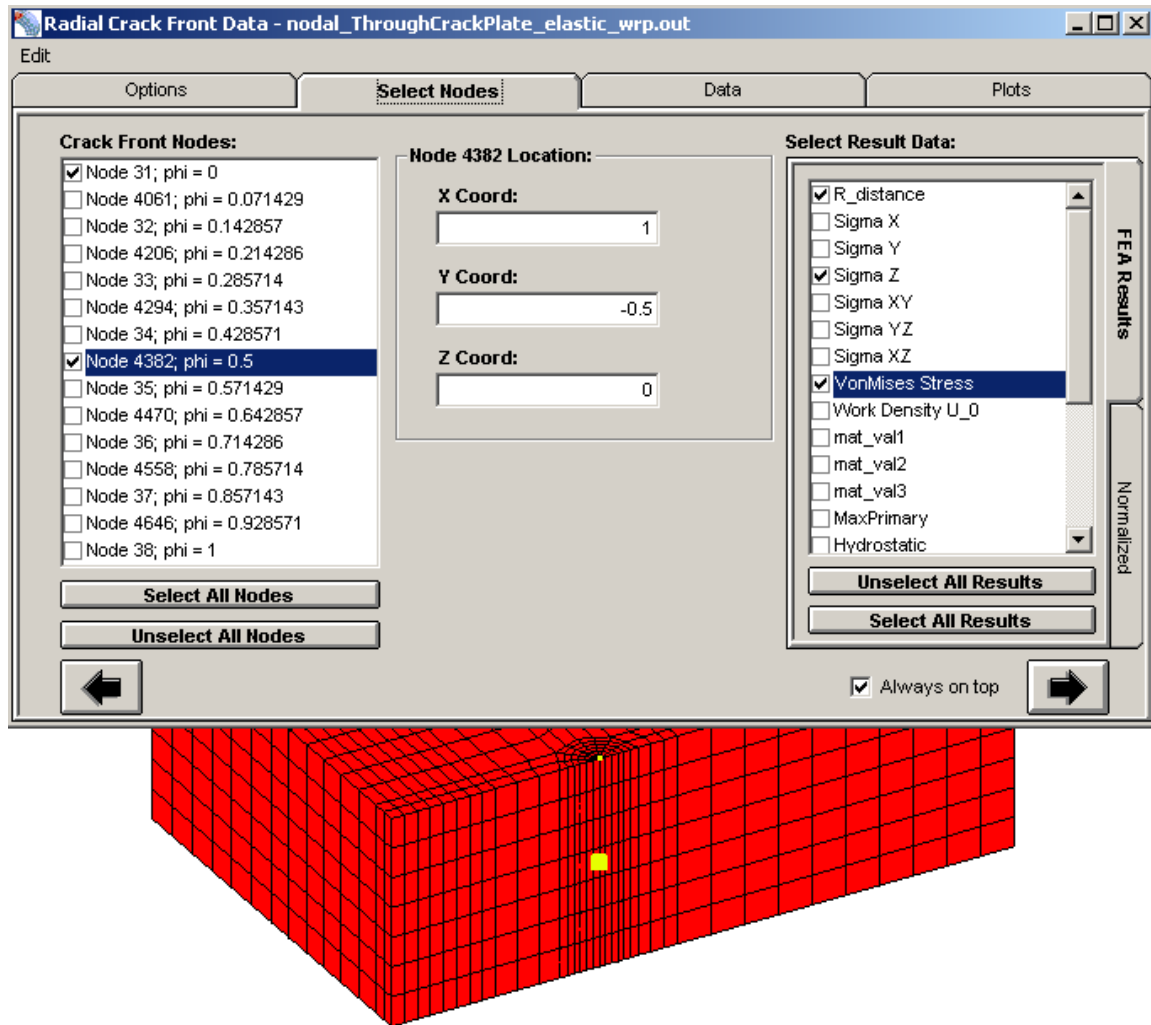 Radial Crack Front Data - nodal_ThroughCrackPlate_elastic_wrp.out
Edit
Options
Select Nodes
Data
Plots
Crack Front Nodes:
Node 31; phi = 0
Node 4061; phi = 0.071429
Node 32; phi = 0.142857
Node 4206; phi = 0.214286
Node 33; phi = 0.285714
Node 4294; phi = 0.357143
Node 34; phi = 0.428571
Node 4382; phi = 0.5
Node 35; phi = 0.571429
Node 4470; phi = 0.642857
Node 36; phi = 0.714286
Node 4558; phi = 0.785714
Node 37; phi = 0.857143
Node 4646; phi = 0.928571
Node 38; phi = 1
Select All Nodes
Unselect All Nodes
Node 4382 Location:
X Coord:
1
Y Coord:
-0.5
Z Coord:
0
Select Result Data:
R_distance
Sigma X
Sigma Y
Sigma Z
Sigma XY
Sigma YZ
Sigma XZ
VonMises Stress
Work Density U_0
mat_val1
mat_val2
mat_val3
MaxPrimary
Hydrostatic
Unselect All Results
Select All Results
FEA Results
Normalized
Always on top